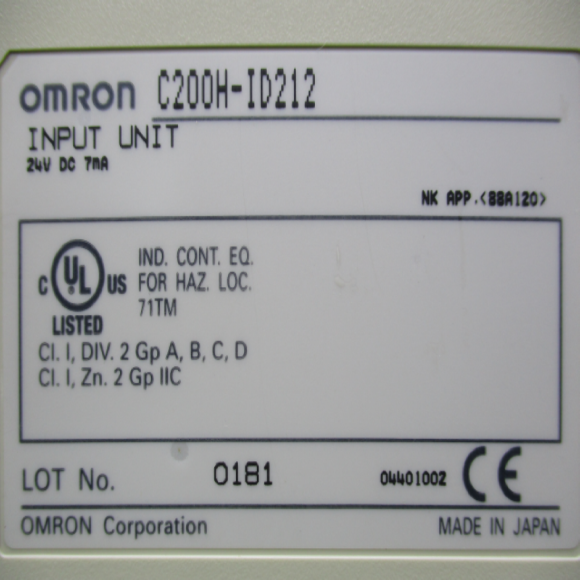 OMRON C200H-ID212
INPUT UNIT
24V DC 7mA
NK APP.<88A120>
C UL US
LISTED
IND. CONT. EQ.
FOR HAZ. LOC.
71TM
Cl. I, DIV. 2 Gp A, B, C, D
Cl. I, Zn. 2 Gp IIC
LOT No. 0181 04401002 CE
OMRON Corporation MADE IN JAPAN